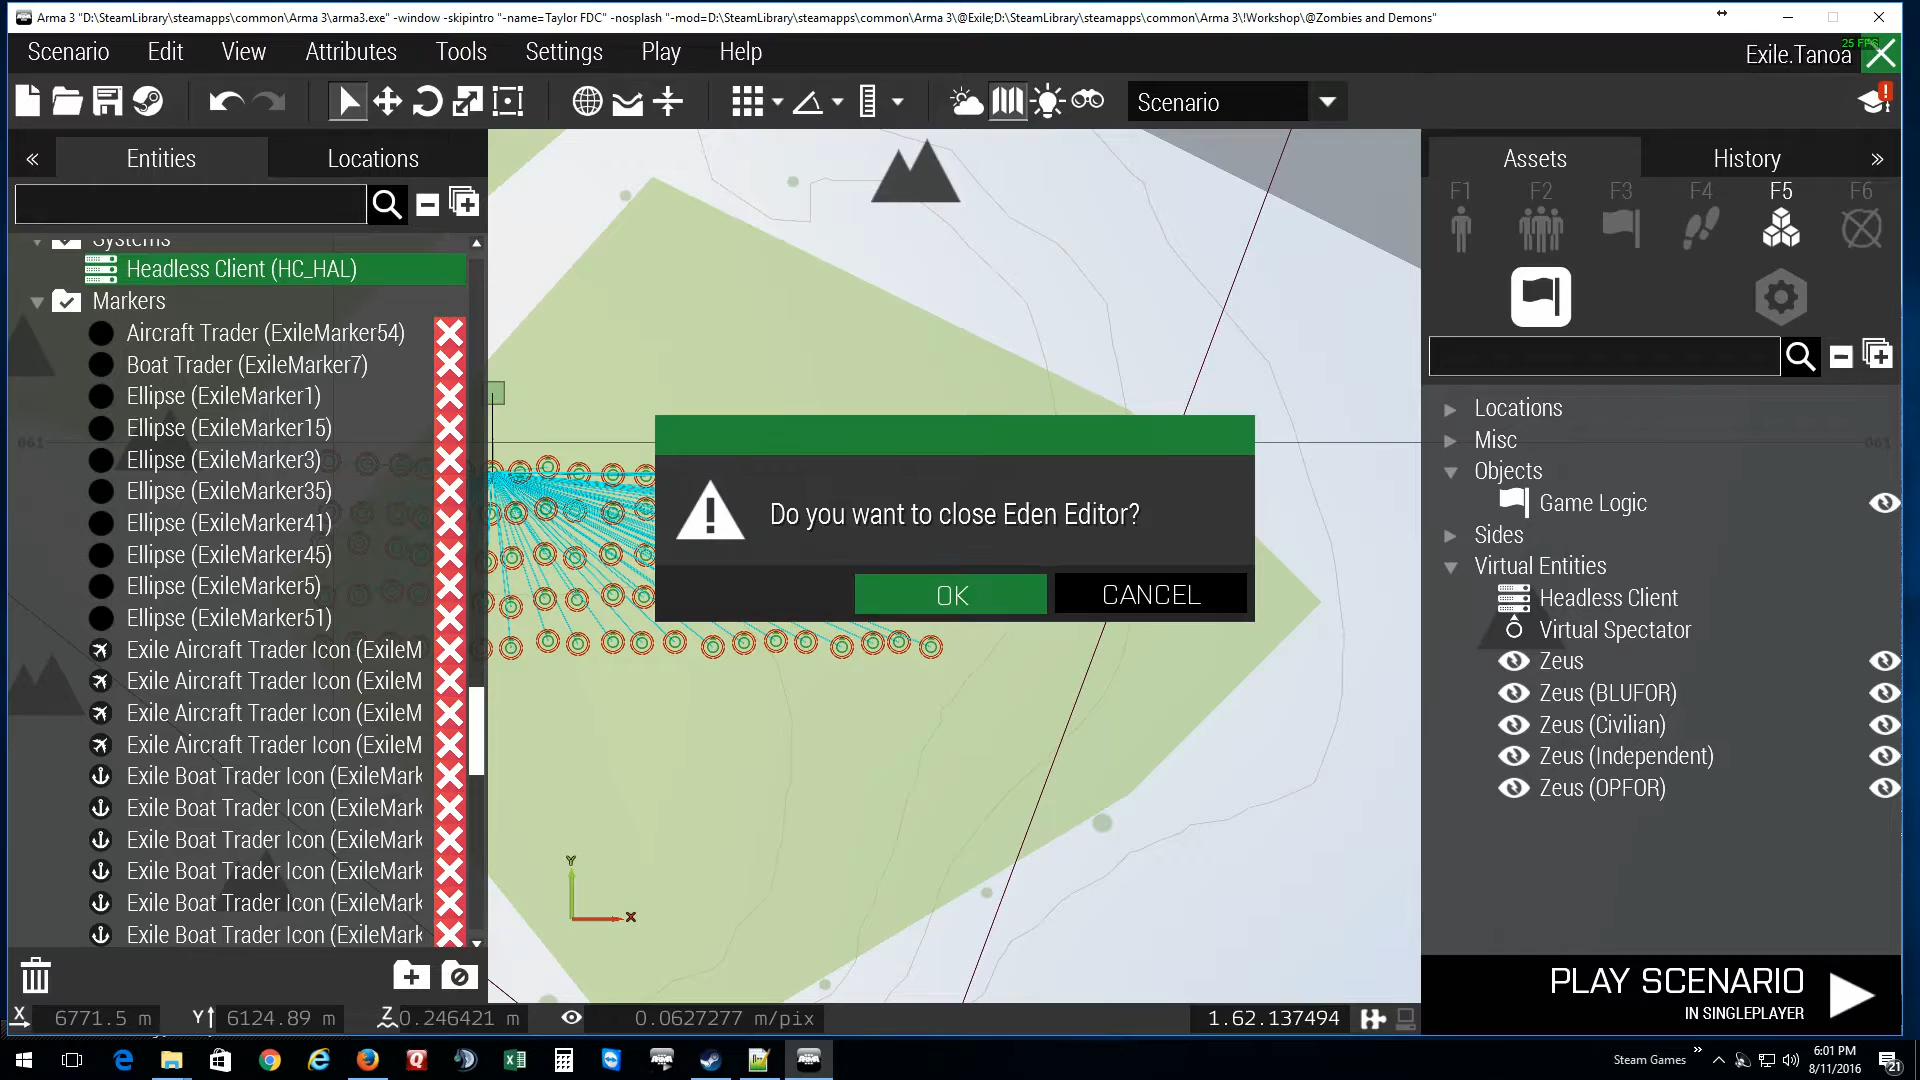 Arma 3 "D:\SteamLibrary\steamapps\common\Arma 3\arma3.exe" -window -skipintro "-name=Taylor FDC" -nosplash "-mod=D:\SteamLibrary\steamapps\common\Arma 3\@Exile;D:\SteamLibrary\steamapps\common\Arma 3\!Workshop\@Zombies and Demons"
Scenario Edit View Attributes Tools Settings Play Help
25 FPS
Exile.Tanoa
Scenario
Entities Locations
Systems
Headless Client (HC_HAL)
Markers
Aircraft Trader (ExileMarker54)
Boat Trader (ExileMarker7)
Ellipse (ExileMarker1)
Ellipse (ExileMarker15)
Ellipse (ExileMarker3)
Ellipse (ExileMarker35)
Ellipse (ExileMarker41)
Ellipse (ExileMarker45)
Ellipse (ExileMarker5)
Ellipse (ExileMarker51)
Exile Aircraft Trader Icon (ExileM
Exile Aircraft Trader Icon (ExileM
Exile Aircraft Trader Icon (ExileM
Exile Aircraft Trader Icon (ExileM
Exile Boat Trader Icon (ExileMark
Exile Boat Trader Icon (ExileMark
Exile Boat Trader Icon (ExileMark
Exile Boat Trader Icon (ExileMark
Exile Boat Trader Icon (ExileMark
Exile Boat Trader Icon (ExileMark
061
Do you want to close Eden Editor?
OK CANCEL
Y
X
061
Assets History
F1 F2 F3 F4 F5 F6
Locations
Misc
Objects
Game Logic
Sides
Virtual Entities
Headless Client
Virtual Spectator
Zeus
Zeus (BLUFOR)
Zeus (Civilian)
Zeus (Independent)
Zeus (OPFOR)
PLAY SCENARIO
IN SINGLEPLAYER
X 6771.5 m Y 6124.89 m Z 0.246421 m 0.0627277 m/pix 1.62.137494
Steam Games
6:01 PM
8/11/2016
21